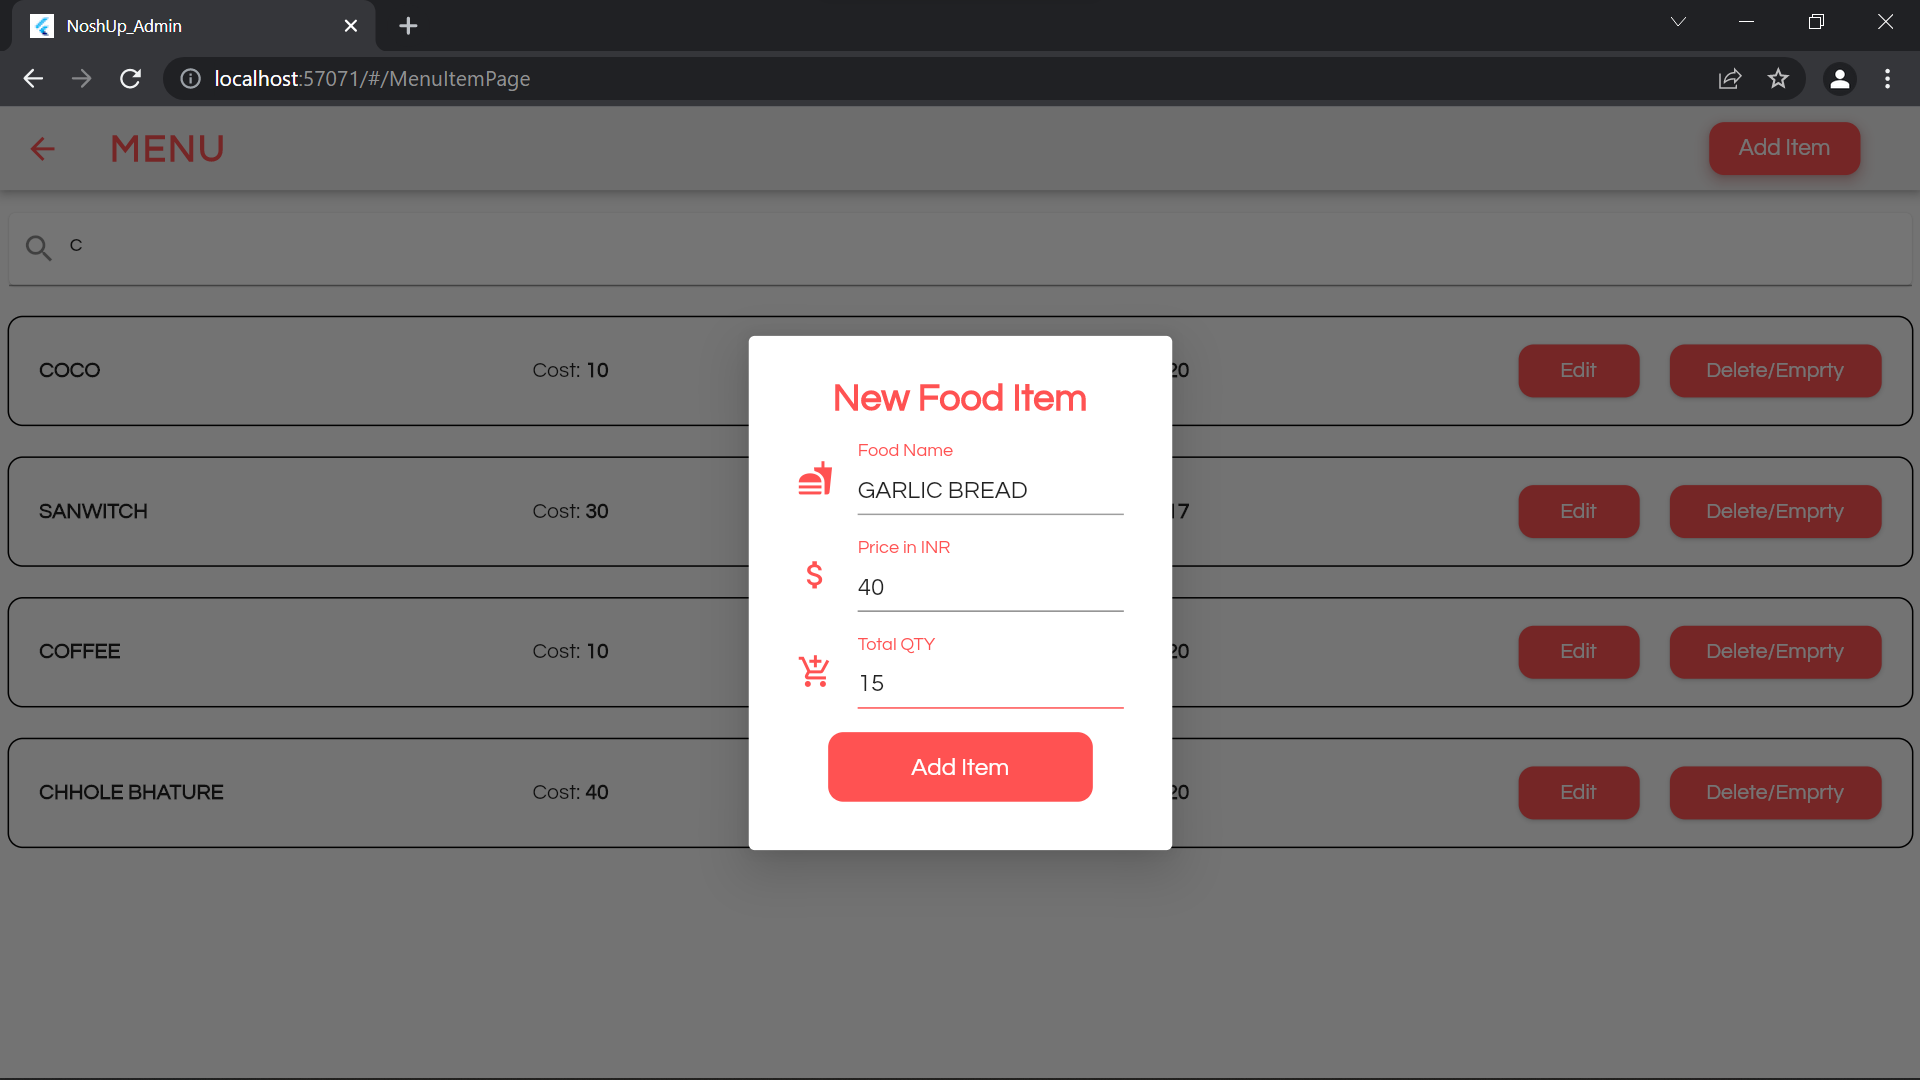 NoshUp_Admin
localhost:57071/#/MenuItemPage
MENU
Add Item
C
COCO Cost: 10 20 Edit Delete/Emprty
SANWITCH Cost: 30 17 Edit Delete/Emprty
COFFEE Cost: 10 20 Edit Delete/Emprty
CHHOLE BHATURE Cost: 40 20 Edit Delete/Emprty
New Food Item
Food Name
GARLIC BREAD
Price in INR
$
40
Total QTY
15
Add Item